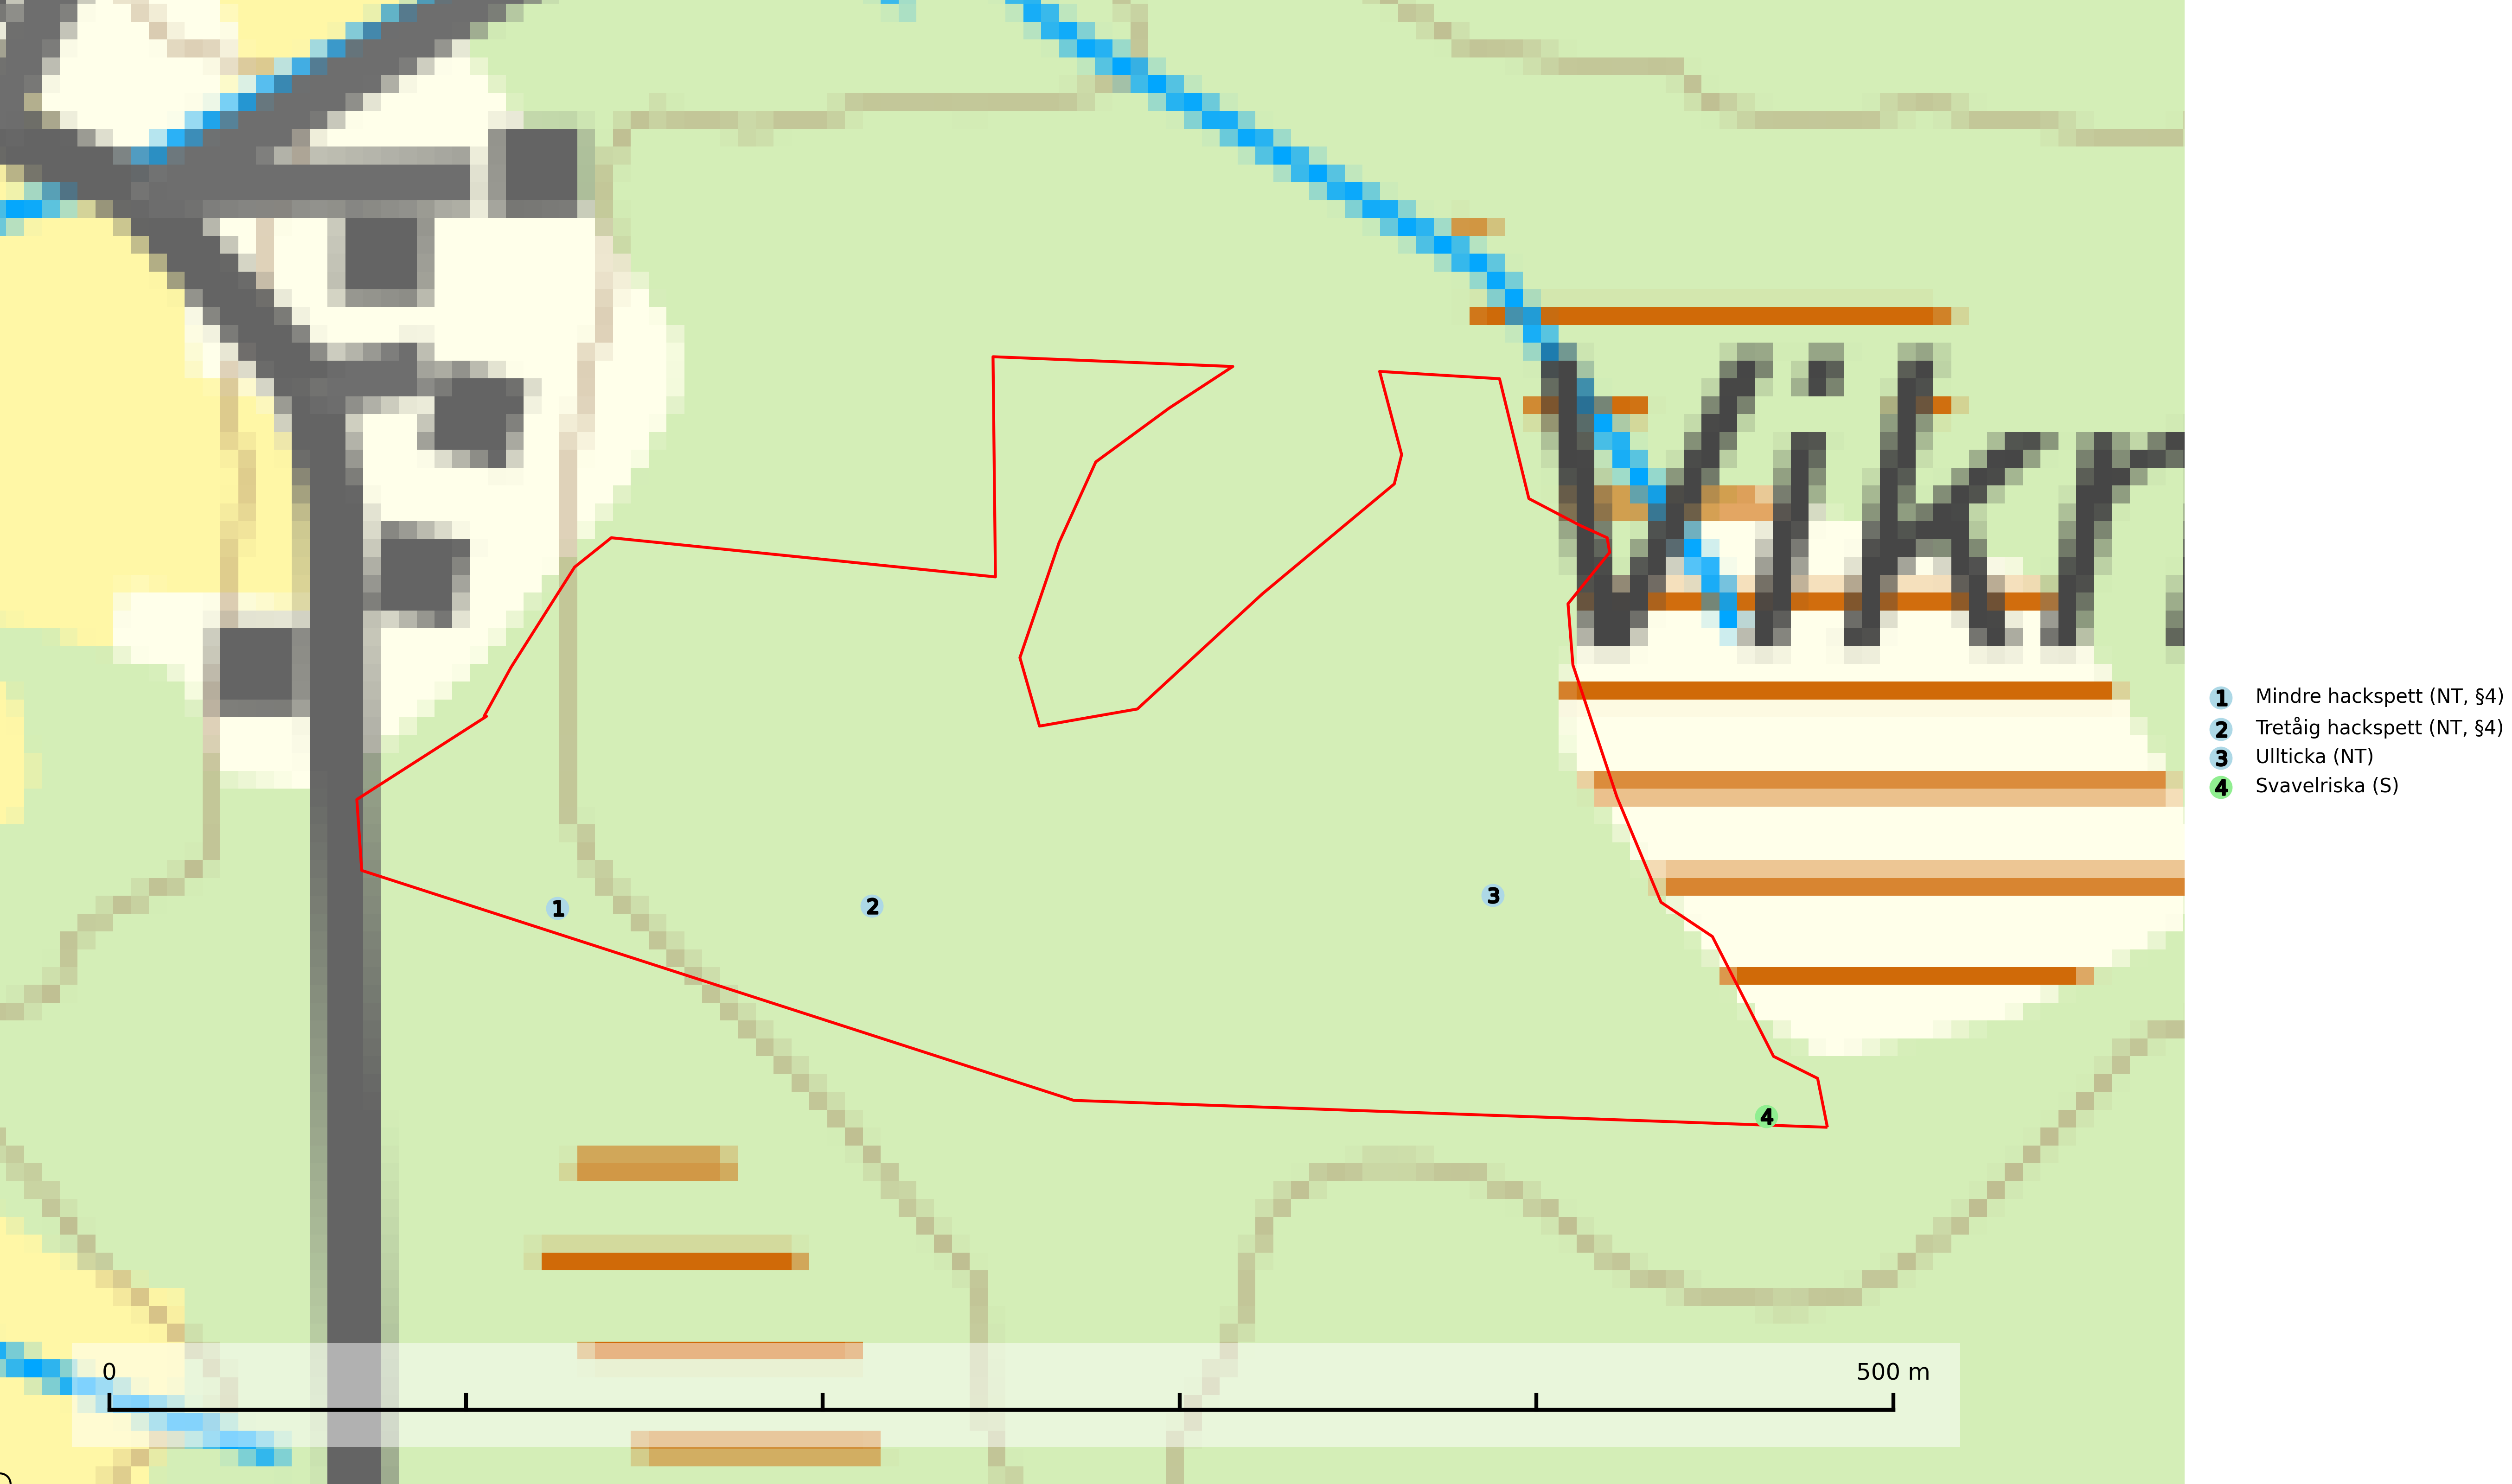 1 Mindre hackspett (NT, §4)
2 Tretåig hackspett (NT, §4)
3 Ullticka (NT)
4 Svavelriska (S)
1
2
3
4
0 500 m